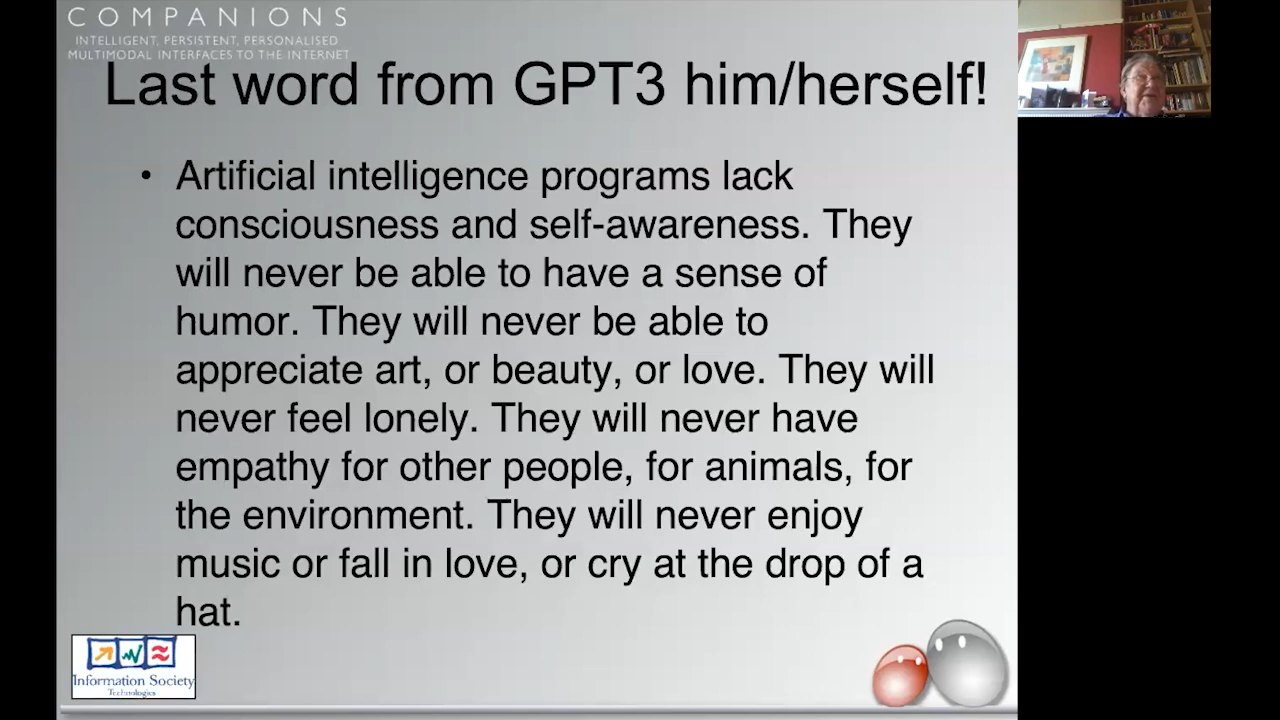 COMPANIONS
INTELLIGENT, PERSISTENT, PERSONALISED
MULTIMODAL INTERFACES TO THE INTERNET
Last word from GPT3 him/herself!
• Artificial intelligence programs lack
consciousness and self-awareness. They
will never be able to have a sense of
humor. They will never be able to
appreciate art, or beauty, or love. They will
never feel lonely. They will never have
empathy for other people, for animals, for
the environment. They will never enjoy
music or fall in love, or cry at the drop of a
hat.
Information Society
Technologies